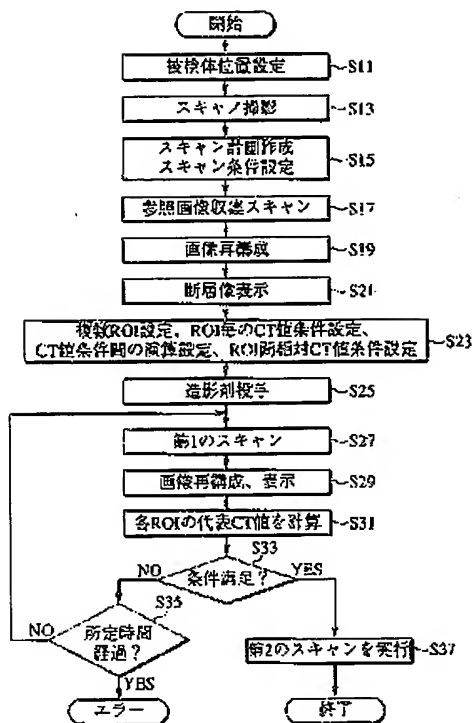 開始
被検体位置設定
S11
スキャノ撮影
S13
スキャン計画作成
スキャン条件設定
S15
参照画像収集スキャン
S17
画像再構成
S19
断層像表示
S21
複数ROI設定、ROI毎のCT値条件設定、
CT値条件間の演算設定、ROI間相対CT値条件設定
S23
造影剤投与
S25
第1のスキャン
S27
画像再構成、表示
S29
各ROIの代表CT値を計算
S31
S33
NO
条件満足?
YES
S35
NO
所定時間
経過?
第2のスキャンを実行
S37
YES
エラー
終了